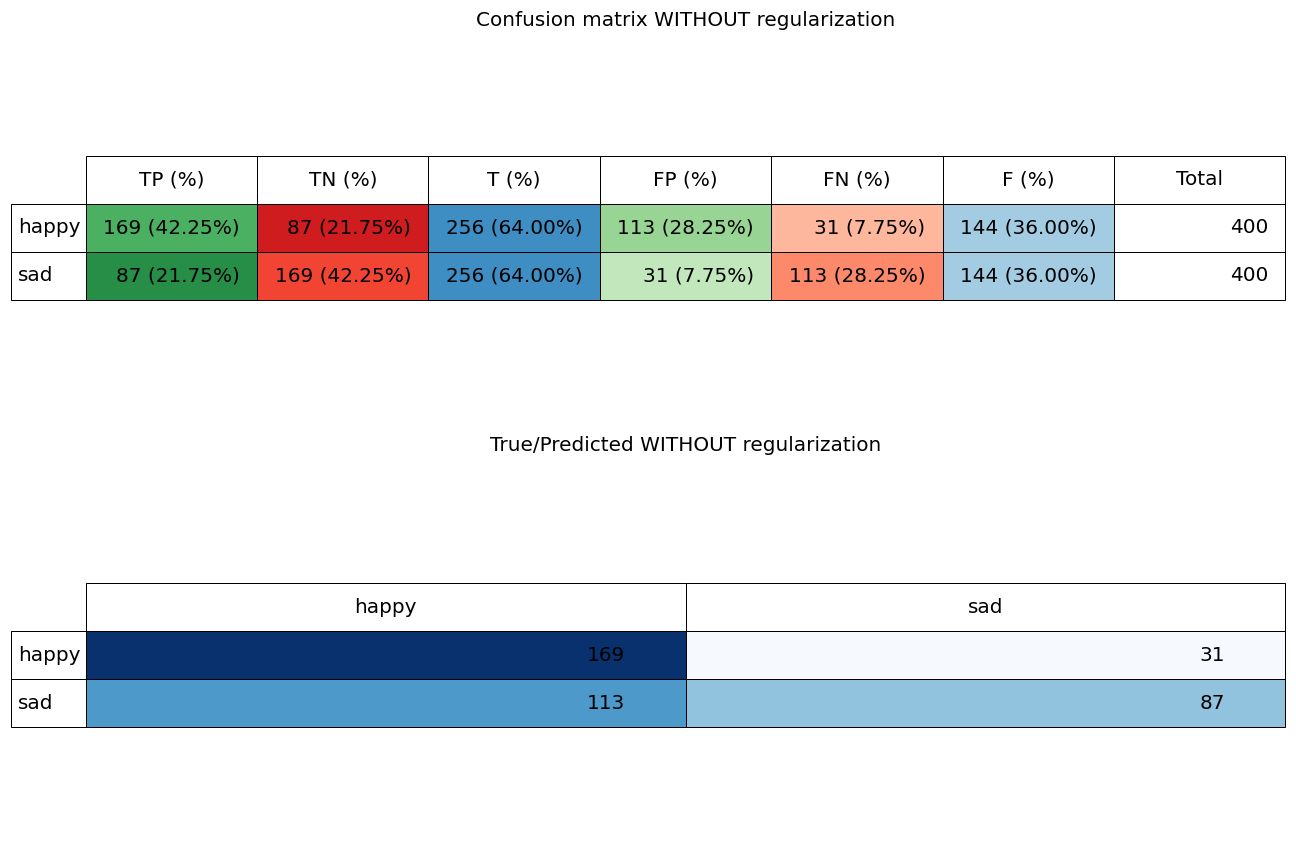 Confusion matrix WITHOUT regularization
TP (%) TN (%) T (%) FP (%) FN (%) F (%) Total
happy 169 (42.25%) 87 (21.75%) 256 (64.00%) 113 (28.25%) 31 (7.75%) 144 (36.00%) 400
sad 87 (21.75%) 169 (42.25%) 256 (64.00%) 31 (7.75%) 113 (28.25%) 144 (36.00%) 400
True/Predicted WITHOUT regularization
happy sad
happy 169 31
sad 113 87